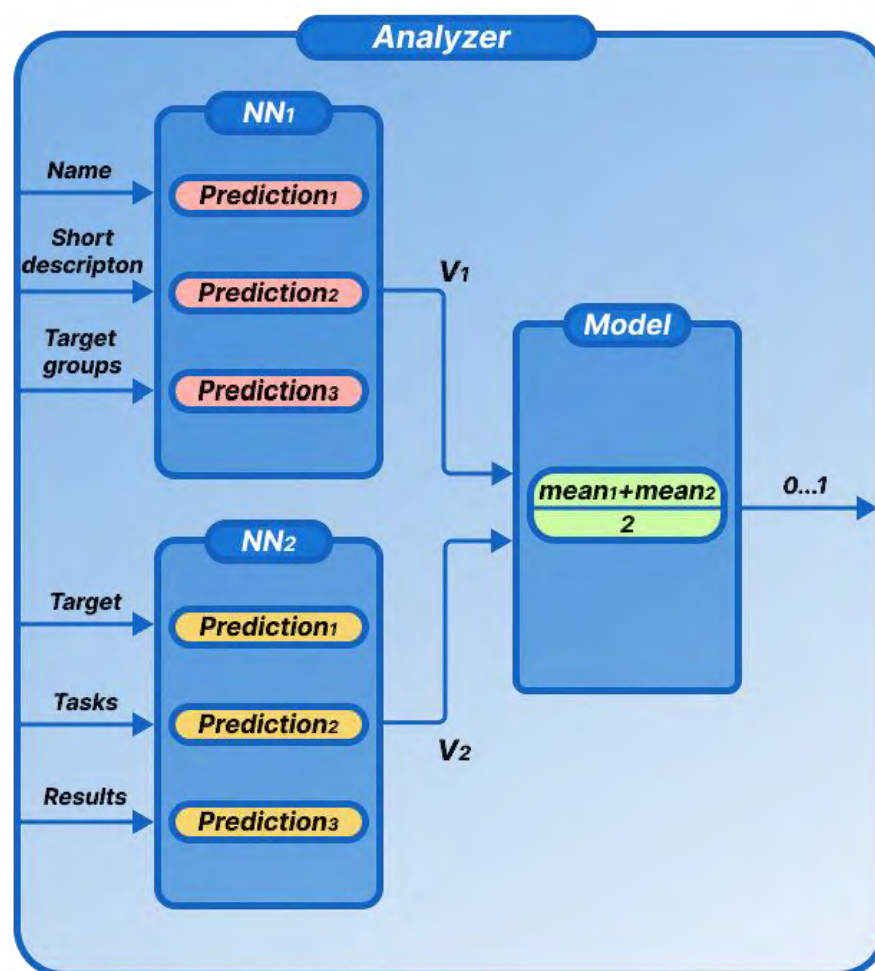 Analyzer
NN1
Name
Prediction1
Short
descripton
Prediction2
Target
groups
Prediction3
V1
Model
mean1+mean2
2
0...1
NN2
Target
Prediction1
Tasks
Prediction2
V2
Results
Prediction3